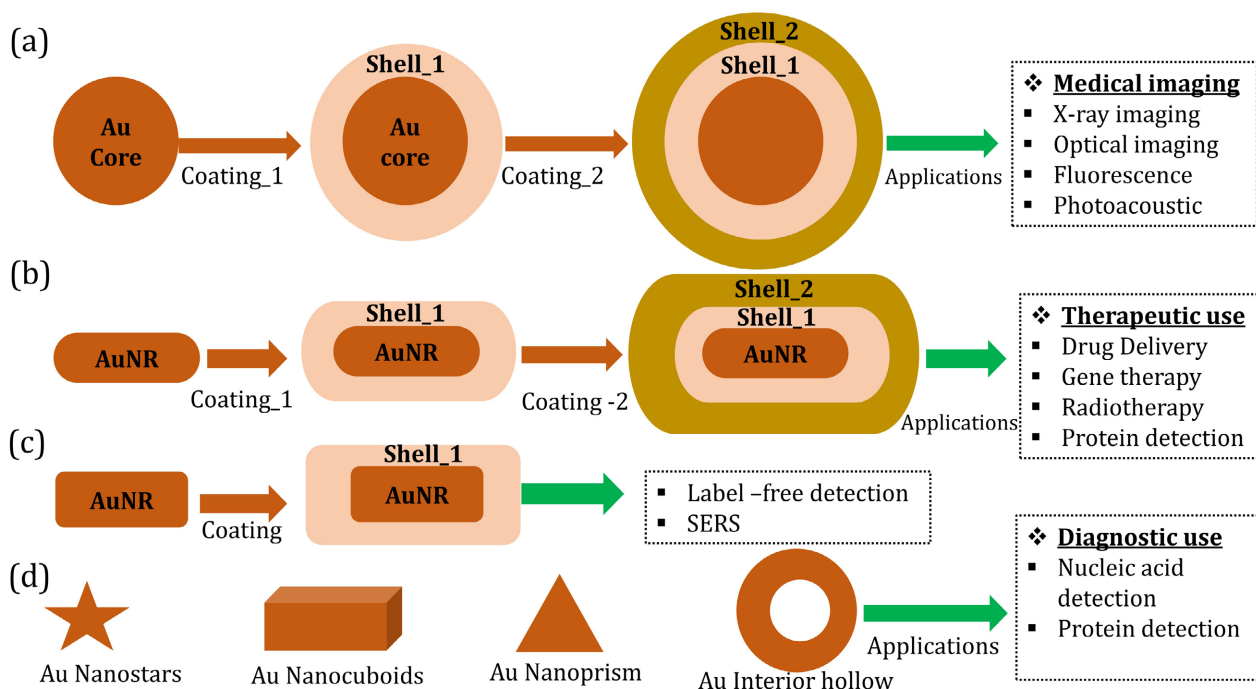 (a)
Au
Core
Coating_1
Shell_1
Au
core
Coating_2
Shell_2
Shell_1
Applications
❖ Medical imaging
▪ X-ray imaging
▪ Optical imaging
▪ Fluorescence
▪ Photoacoustic
(b)
AuNR
Coating_1
Shell_1
AuNR
Coating -2
Shell_2
Shell_1
AuNR
Applications
❖ Therapeutic use
▪ Drug Delivery
▪ Gene therapy
▪ Radiotherapy
▪ Protein detection
(c)
AuNR
Coating
Shell_1
AuNR
▪ Label –free detection
▪ SERS
(d)
Au Nanostars
Au Nanocuboids
Au Nanoprism
Au Interior hollow
Applications
❖ Diagnostic use
▪ Nucleic acid
detection
▪ Protein detection